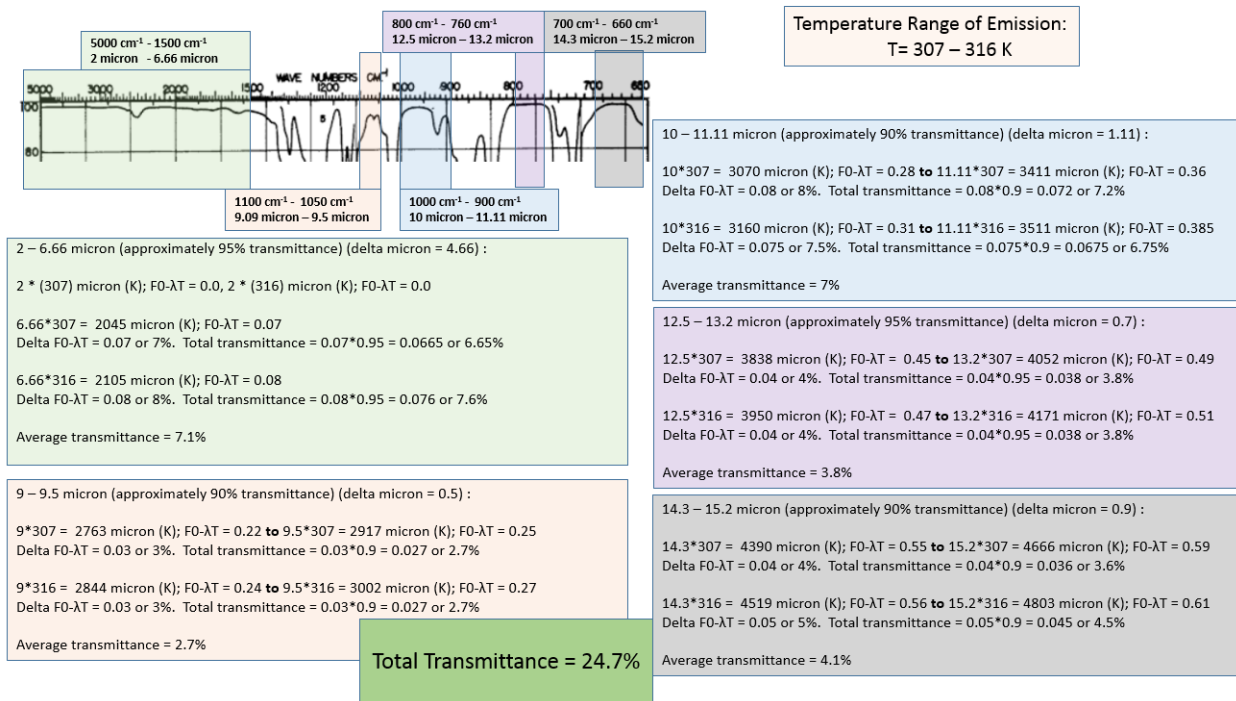 800 cm-1 - 760 cm-1
12.5 micron – 13.2 micron
700 cm-1 - 660 cm-1
14.3 micron – 15.2 micron
Temperature Range of Emission:
T= 307 – 316 K
5000 cm-1 - 1500 cm-1
2 micron - 6.66 micron
WAVE NUMBERS CM-1
5000 3000 2000 1500 1200 1000 900 800 700 650
100
80
5
1100 cm-1 - 1050 cm-1
9.09 micron – 9.5 micron
1000 cm-1 - 900 cm-1
10 micron – 11.11 micron
2 – 6.66 micron (approximately 95% transmittance) (delta micron = 4.66) :
2 * (307) micron (K); F0-λT = 0.0, 2 * (316) micron (K); F0-λT = 0.0
6.66*307 = 2045 micron (K); F0-λT = 0.07
Delta F0-λT = 0.07 or 7%. Total transmittance = 0.07*0.95 = 0.0665 or 6.65%
6.66*316 = 2105 micron (K); F0-λT = 0.08
Delta F0-λT = 0.08 or 8%. Total transmittance = 0.08*0.95 = 0.076 or 7.6%
Average transmittance = 7.1%
9 – 9.5 micron (approximately 90% transmittance) (delta micron = 0.5) :
9*307 = 2763 micron (K); F0-λT = 0.22 to 9.5*307 = 2917 micron (K); F0-λT = 0.25
Delta F0-λT = 0.03 or 3%. Total transmittance = 0.03*0.9 = 0.027 or 2.7%
9*316 = 2844 micron (K); F0-λT = 0.24 to 9.5*316 = 3002 micron (K); F0-λT = 0.27
Delta F0-λT = 0.03 or 3%. Total transmittance = 0.03*0.9 = 0.027 or 2.7%
Average transmittance = 2.7%
Total Transmittance = 24.7%
10 – 11.11 micron (approximately 90% transmittance) (delta micron = 1.11) :
10*307 = 3070 micron (K); F0-λT = 0.28 to 11.11*307 = 3411 micron (K); F0-λT = 0.36
Delta F0-λT = 0.08 or 8%. Total transmittance = 0.08*0.9 = 0.072 or 7.2%
10*316 = 3160 micron (K); F0-λT = 0.31 to 11.11*316 = 3511 micron (K); F0-λT = 0.385
Delta F0-λT = 0.075 or 7.5%. Total transmittance = 0.075*0.9 = 0.0675 or 6.75%
Average transmittance = 7%
12.5 – 13.2 micron (approximately 95% transmittance) (delta micron = 0.7) :
12.5*307 = 3838 micron (K); F0-λT = 0.45 to 13.2*307 = 4052 micron (K); F0-λT = 0.49
Delta F0-λT = 0.04 or 4%. Total transmittance = 0.04*0.95 = 0.038 or 3.8%
12.5*316 = 3950 micron (K); F0-λT = 0.47 to 13.2*316 = 4171 micron (K); F0-λT = 0.51
Delta F0-λT = 0.04 or 4%. Total transmittance = 0.04*0.95 = 0.038 or 3.8%
Average transmittance = 3.8%
14.3 – 15.2 micron (approximately 90% transmittance) (delta micron = 0.9) :
14.3*307 = 4390 micron (K); F0-λT = 0.55 to 15.2*307 = 4666 micron (K); F0-λT = 0.59
Delta F0-λT = 0.04 or 4%. Total transmittance = 0.04*0.9 = 0.036 or 3.6%
14.3*316 = 4519 micron (K); F0-λT = 0.56 to 15.2*316 = 4803 micron (K); F0-λT = 0.61
Delta F0-λT = 0.05 or 5%. Total transmittance = 0.05*0.9 = 0.045 or 4.5%
Average transmittance = 4.1%